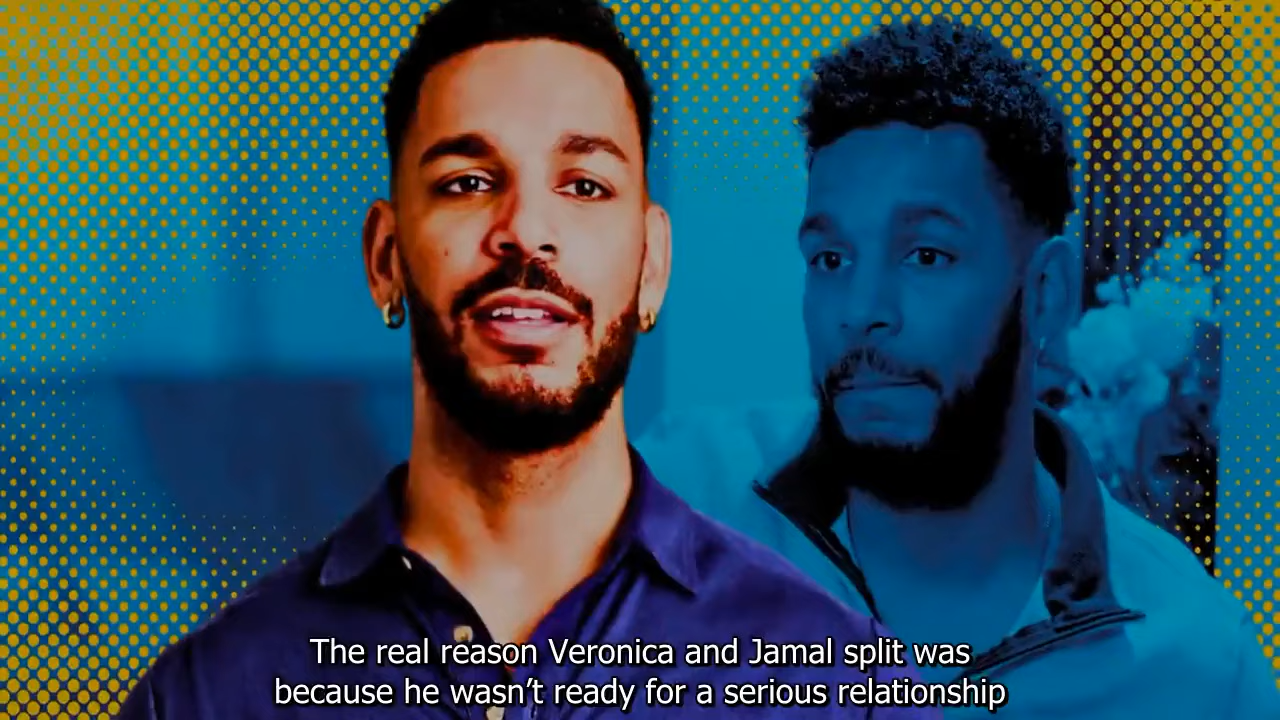 The real reason Veronica and Jamal split was
because he wasn’t ready for a serious relationship